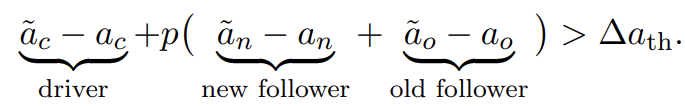 ã_c − a_c + p( ã_n − a_n + ã_o − a_o ) > Δa_th.
driver new follower old follower